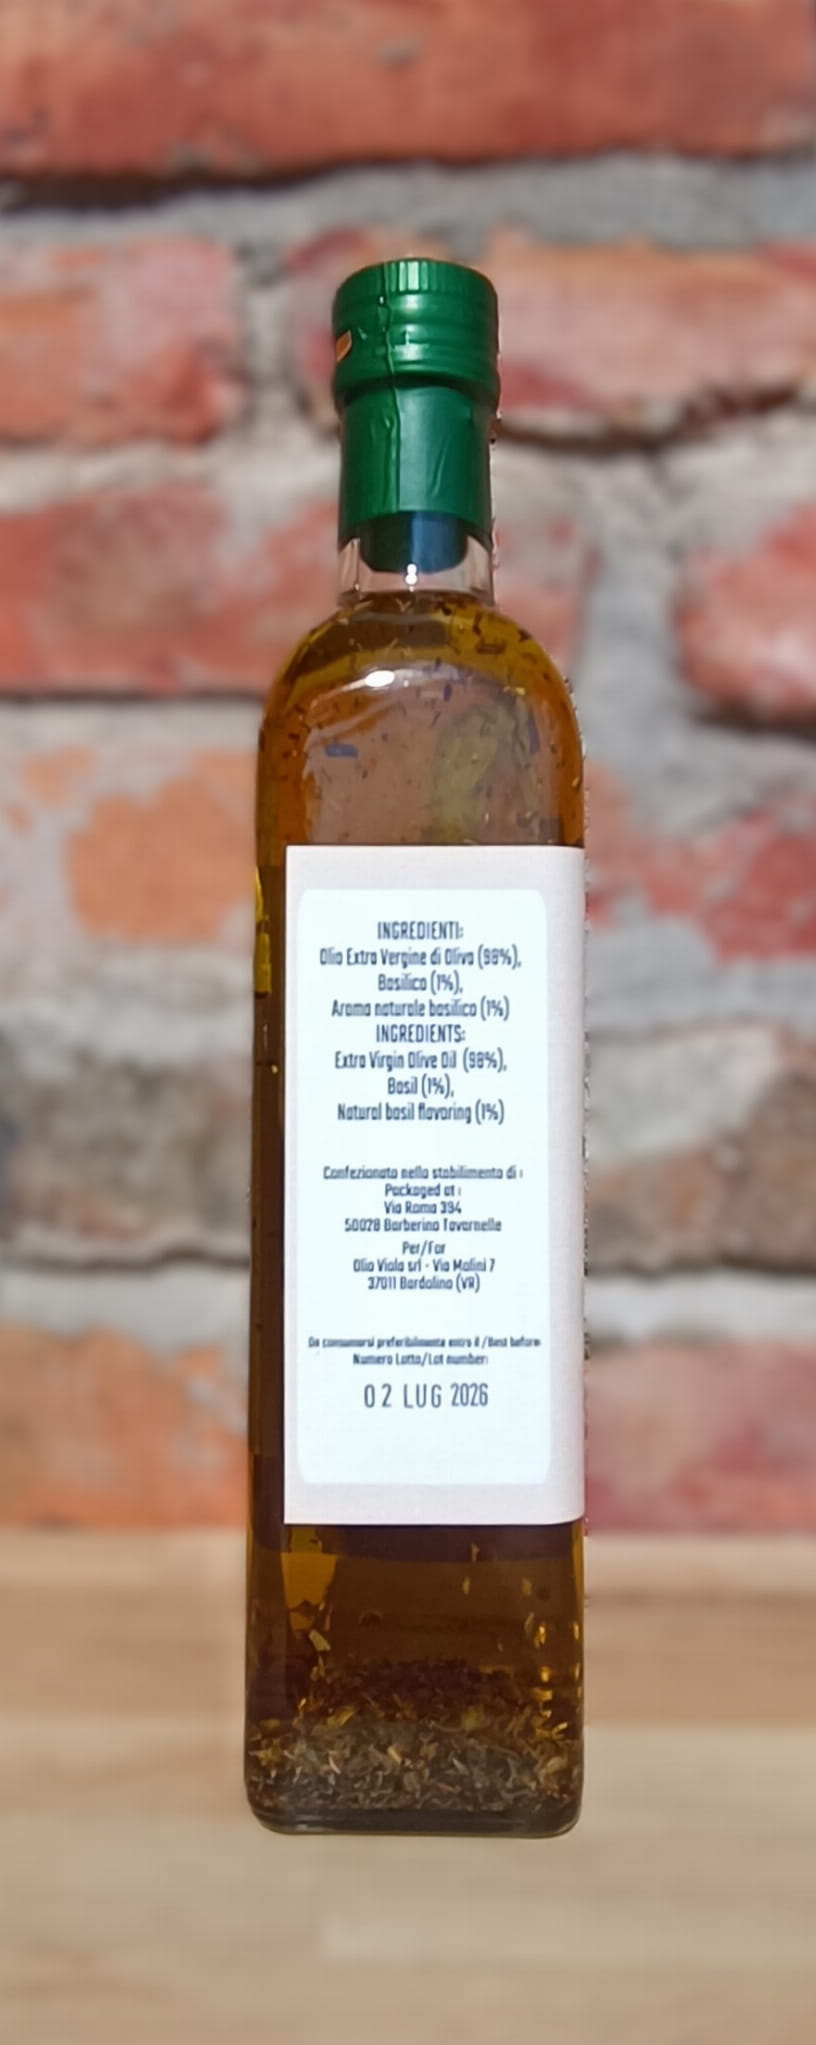 INGREDIENTI:
Olio Extra Vergine di Oliva (98%),
Basilico (1%),
Aroma naturale basilico (1%)
INGREDIENTS:
Extra Virgin Olive Oil (98%),
Basil (1%),
Natural basil flavoring (1%)
Confezionato nello stabilimento di :
Packaged at :
Via Roma 394
50028 Barberino Tavarnelle
Per/For
Olio Viola srl - Via Molini 7
37011 Bardolino (VR)
Da consumarsi preferibilmente entro il /Best before:
Numero Lotto/Lot number:
02 LUG 2026